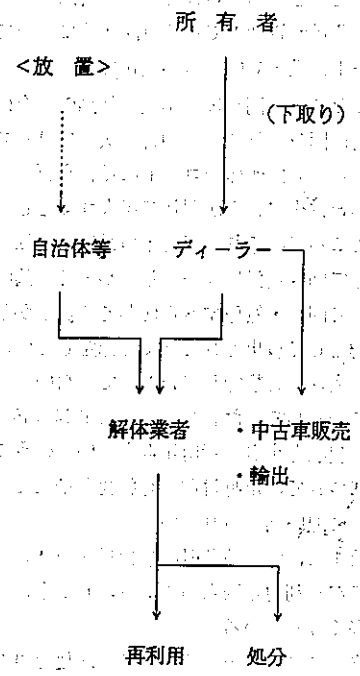 所有者
<放置>
(下取り)
自治体等 ディーラー
解体業者 ・中古車販売
・輸出
再利用 処分